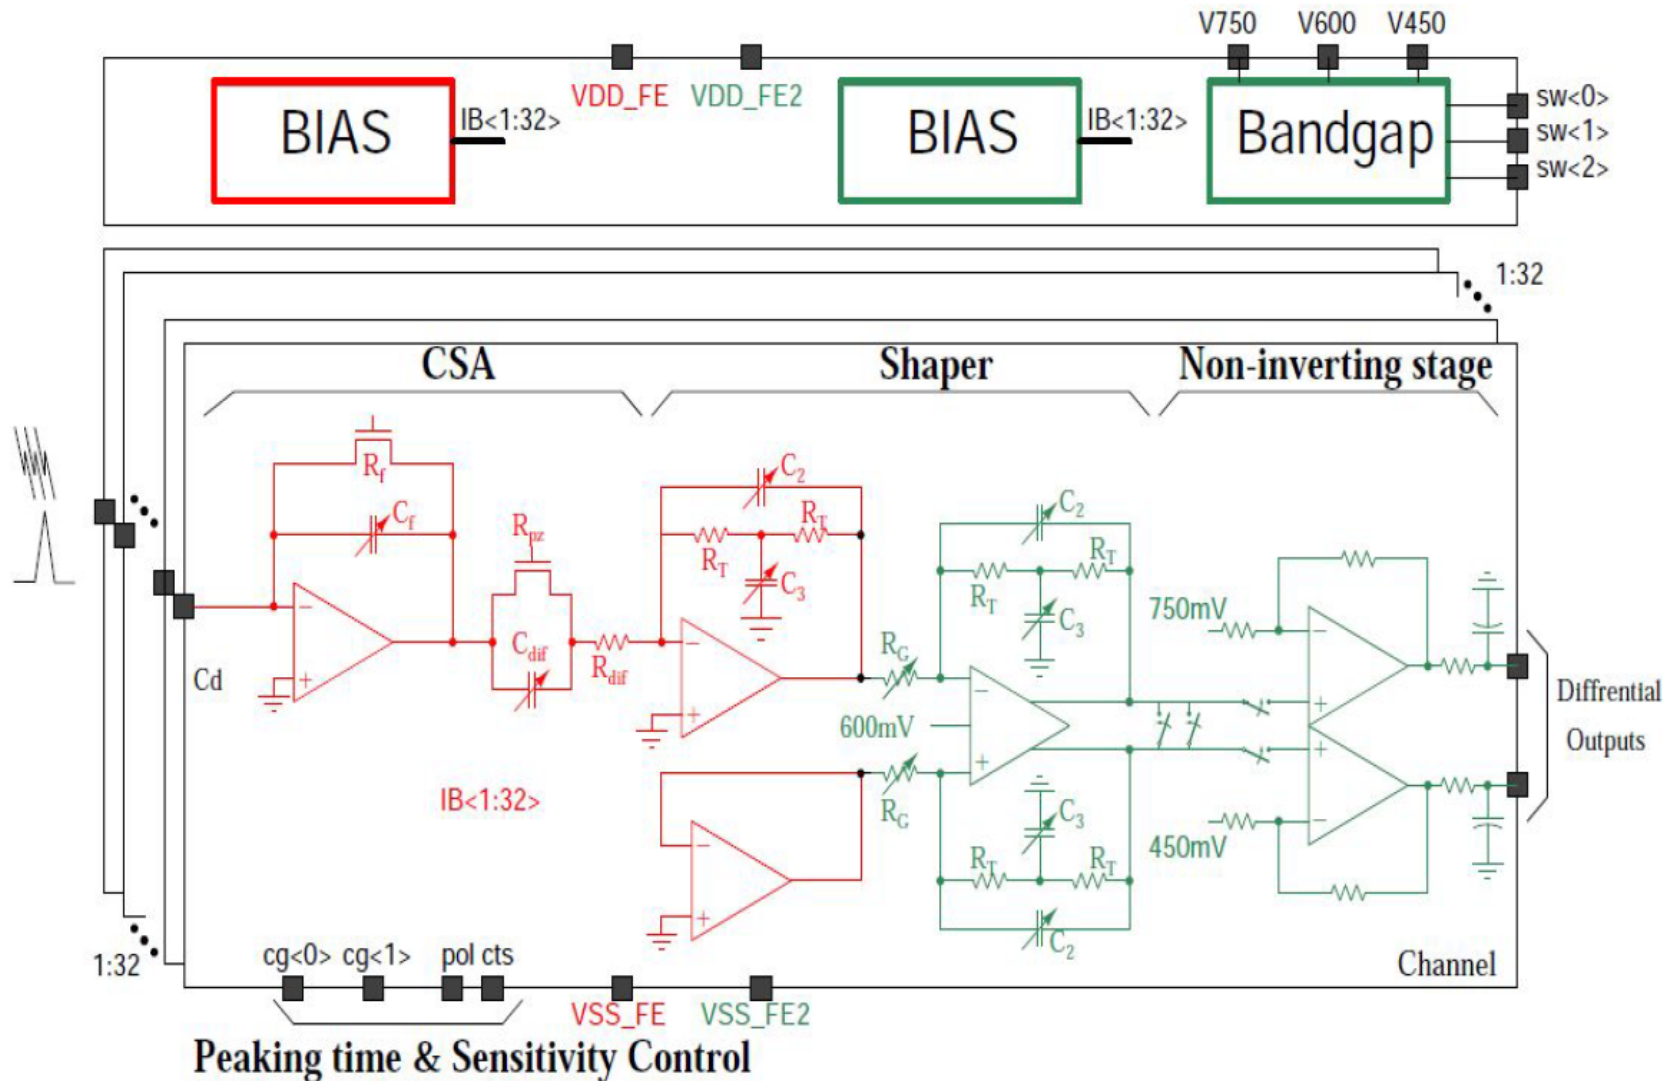 V750 V600 V450
VDD_FE VDD_FE2
BIAS IB<1:32>
BIAS IB<1:32>
Bandgap
sw<0>
sw<1>
sw<2>
1:32
CSA Shaper Non-inverting stage
Rf
Cf
Rpz
Cdif
Rdif
Cd
C2
RT
RT
C3
RG
600mV
RG
IB<1:32>
C2
RT
RT
C3
C3
RT
RT
C2
750mV
450mV
Diffrential
Outputs
Channel
1:32
cg<0> cg<1> pol cts
VSS_FE VSS_FE2
Peaking time & Sensitivity Control